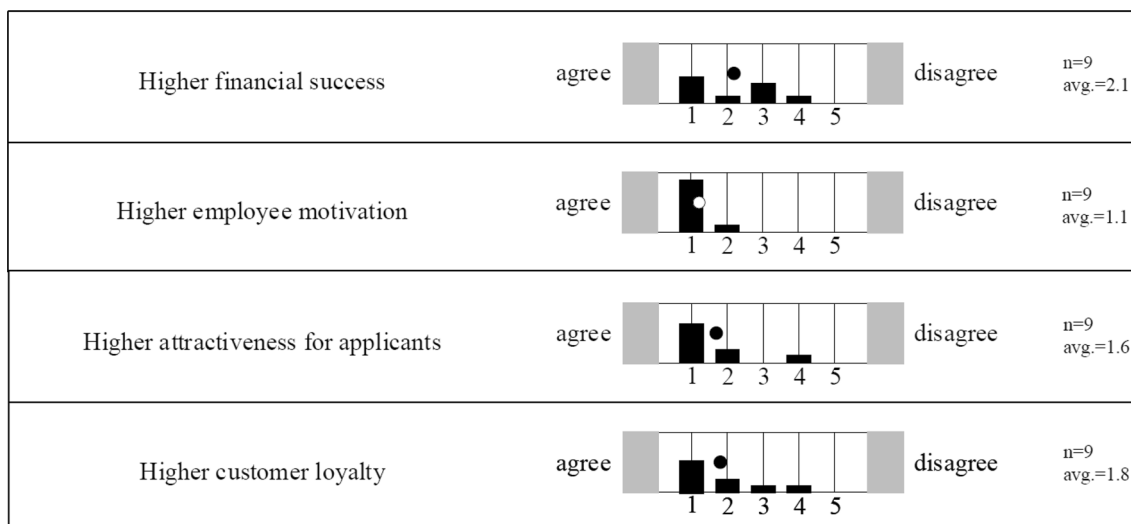 Higher financial success
agree
disagree
1 2 3 4 5
n=9
avg.=2.1
Higher employee motivation
agree
disagree
1 2 3 4 5
n=9
avg.=1.1
Higher attractiveness for applicants
agree
disagree
1 2 3 4 5
n=9
avg.=1.6
Higher customer loyalty
agree
disagree
1 2 3 4 5
n=9
avg.=1.8